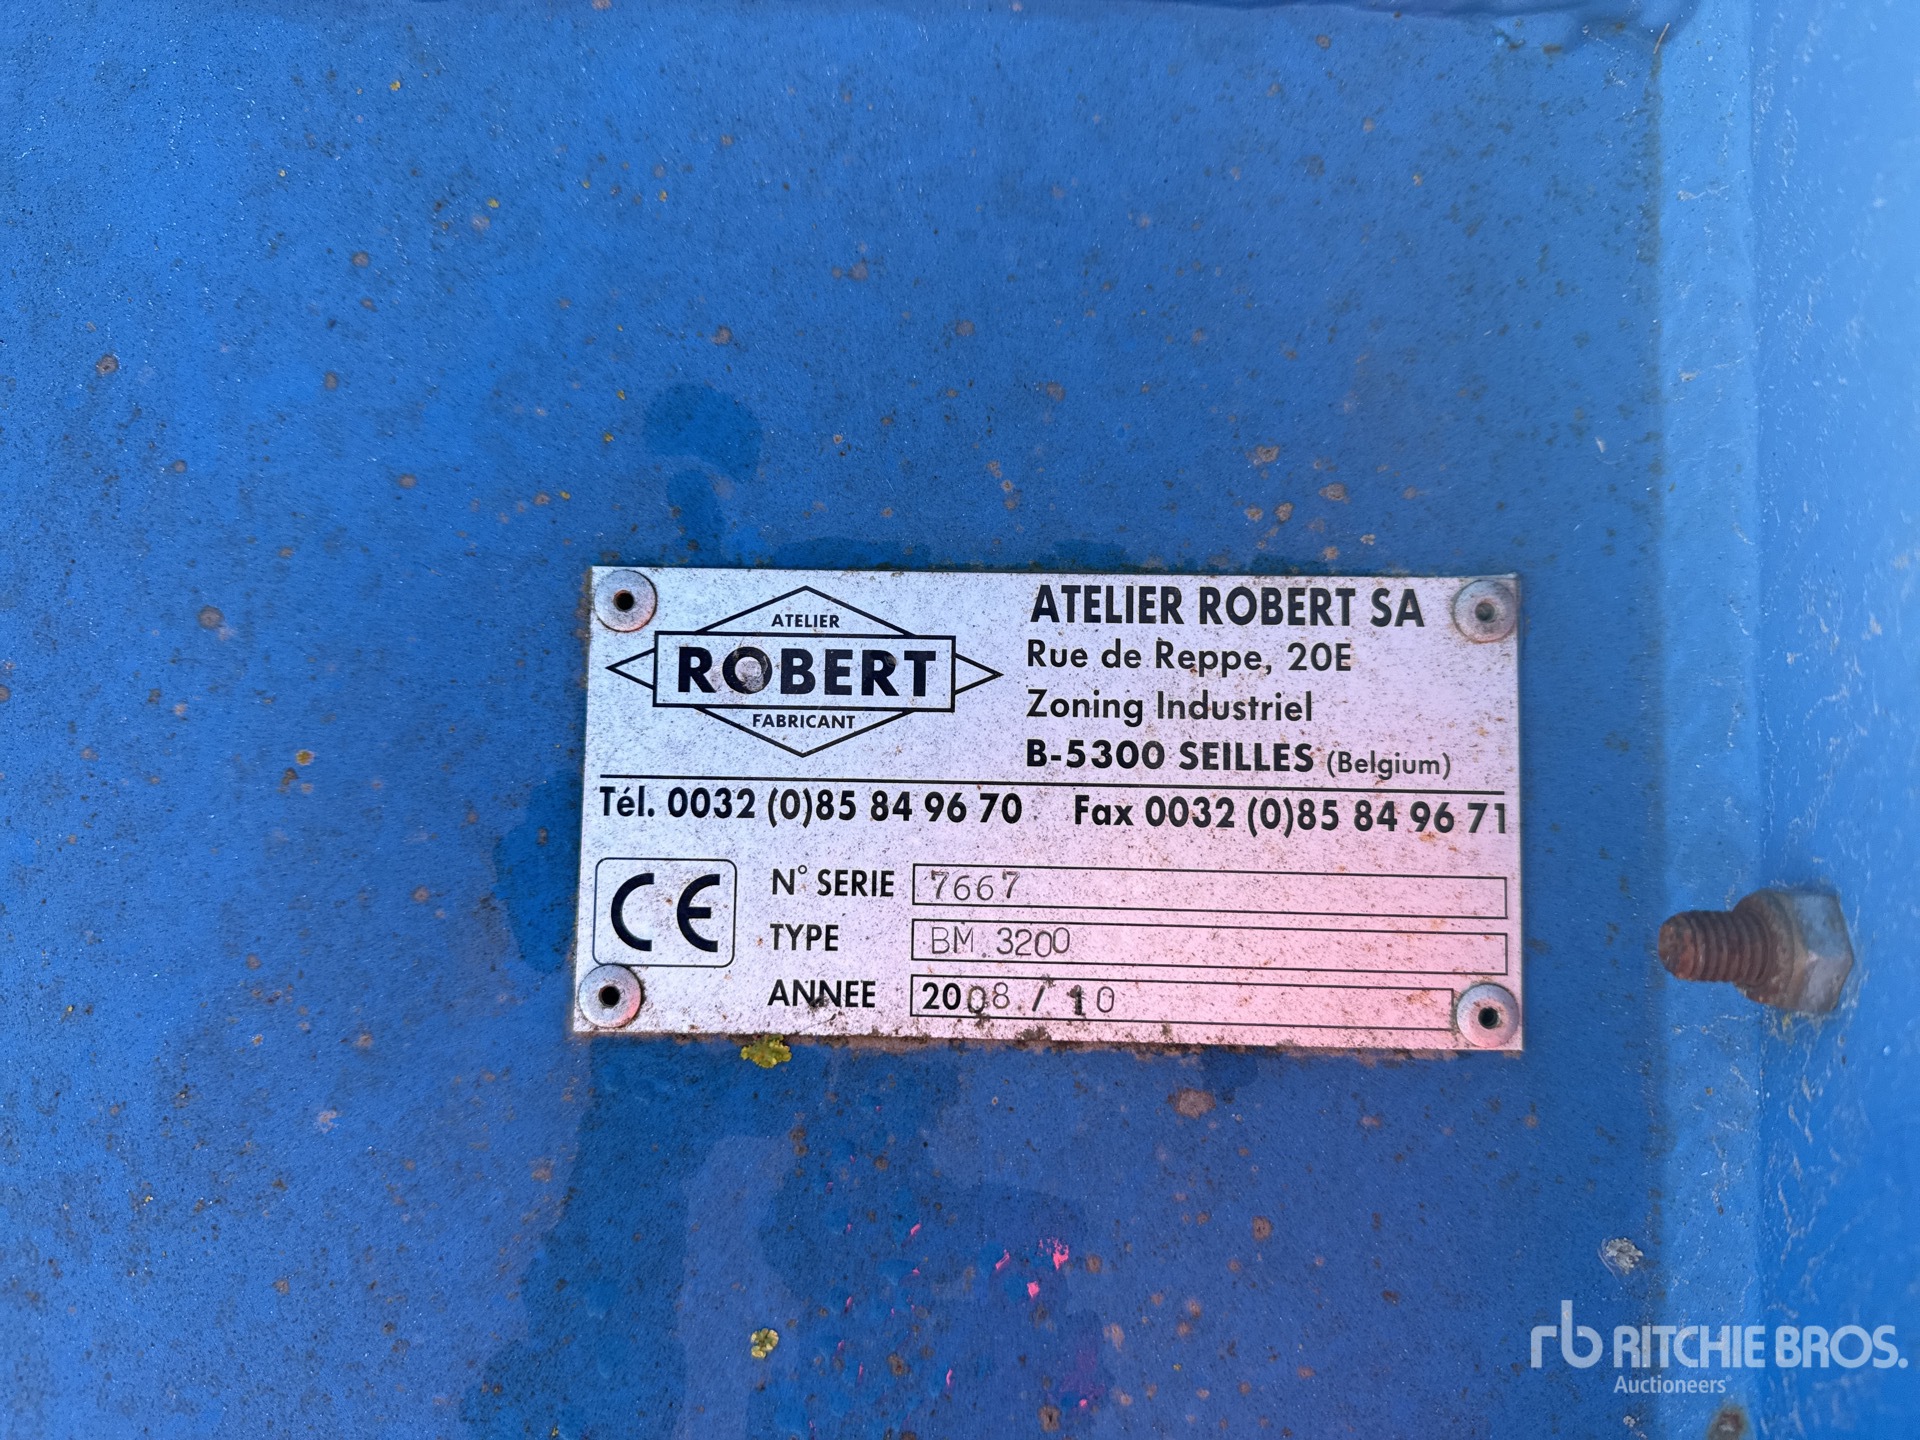 ATELIER
ROBERT
FABRICANT
ATELIER ROBERT SA
Rue de Reppe, 20E
Zoning Industriel
B-5300 SEILLES (Belgium)
Tél. 0032 (0)85 84 96 70 Fax 0032 (0)85 84 96 71
CE
N° SERIE 7667
TYPE BM.3200
ANNEE 2008/10
rb RITCHIE BROS.
Auctioneers